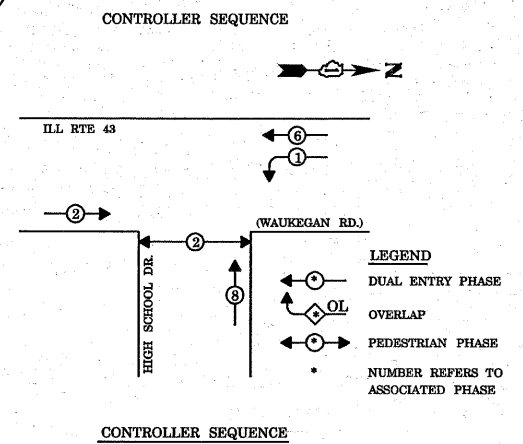 CONTROLLER SEQUENCE
N
ILL RTE 43
6
1
2
(WAUKEGAN RD.)
2
HIGH SCHOOL DR.
8
LEGEND
* DUAL ENTRY PHASE
* OL OVERLAP
* PEDESTRIAN PHASE
* NUMBER REFERS TO
ASSOCIATED PHASE
CONTROLLER SEQUENCE